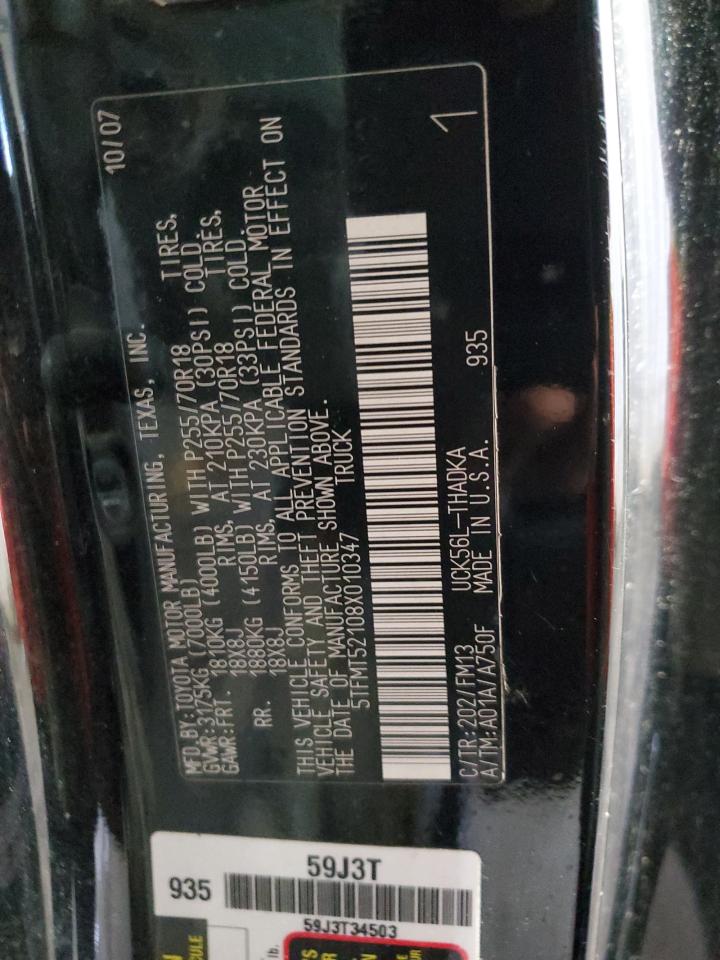 MFD.BY:TOYOTA MOTOR MANUFACTURING, TEXAS, INC. 10/07
GVWR:3175KG (7000LB)
GAWR:FRT. 1810KG (4000LB) WITH P255//70R18 TIRES,
18X8J RIMS, AT 210KPA (30PSI) COLD.
RR. 1880KG (4150LB) WITH P255//70R18 TIRES,
18X8J RIMS, AT 230KPA (33PSI) COLD.
THIS VEHICLE CONFORMS TO ALL APPLICABLE FEDERAL MOTOR
VEHICLE SAFETY AND THEFT PREVENTION STANDARDS IN EFFECT ON
THE DATE OF MANUFACTURE SHOWN ABOVE.
5TFMT52108X010347 TRUCK
C/TR:202/FM13 UCK56L-THADKA
A/TM:A01A/A750F MADE IN U.S.A. 935
1
59J3T
935
59J3T34503
lb.